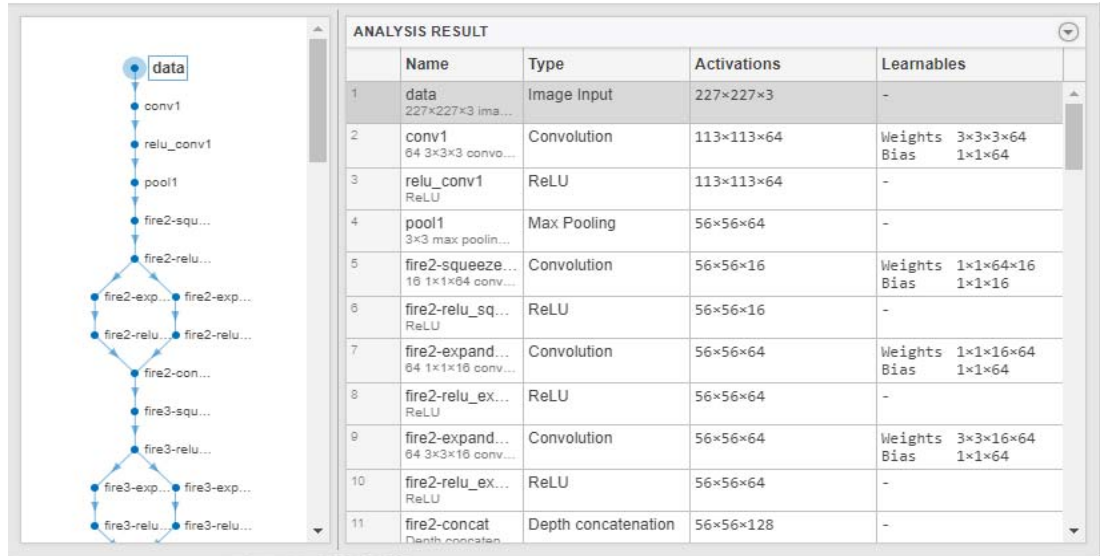 data
conv1
relu_conv1
pool1
fire2-squ...
fire2-relu...
fire2-exp... fire2-exp...
fire2-relu... fire2-relu...
fire2-con...
fire3-squ...
fire3-relu...
fire3-exp... fire3-exp...
fire3-relu... fire3-relu...
ANALYSIS RESULT
Name Type Activations Learnables
1 data Image Input 227×227×3 -
227×227×3 ima...
2 conv1 Convolution 113×113×64 Weights 3×3×3×64
64 3×3×3 convo... Bias 1×1×64
3 relu_conv1 ReLU 113×113×64 -
ReLU
4 pool1 Max Pooling 56×56×64 -
3×3 max poolin...
5 fire2-squeeze... Convolution 56×56×16 Weights 1×1×64×16
16 1×1×64 conv... Bias 1×1×16
6 fire2-relu_sq... ReLU 56×56×16 -
ReLU
7 fire2-expand... Convolution 56×56×64 Weights 1×1×16×64
64 1×1×16 conv... Bias 1×1×64
8 fire2-relu_ex... ReLU 56×56×64 -
ReLU
9 fire2-expand... Convolution 56×56×64 Weights 3×3×16×64
64 3×3×16 conv... Bias 1×1×64
10 fire2-relu_ex... ReLU 56×56×64 -
ReLU
11 fire2-concat Depth concatenation 56×56×128 -
Depth concaten...